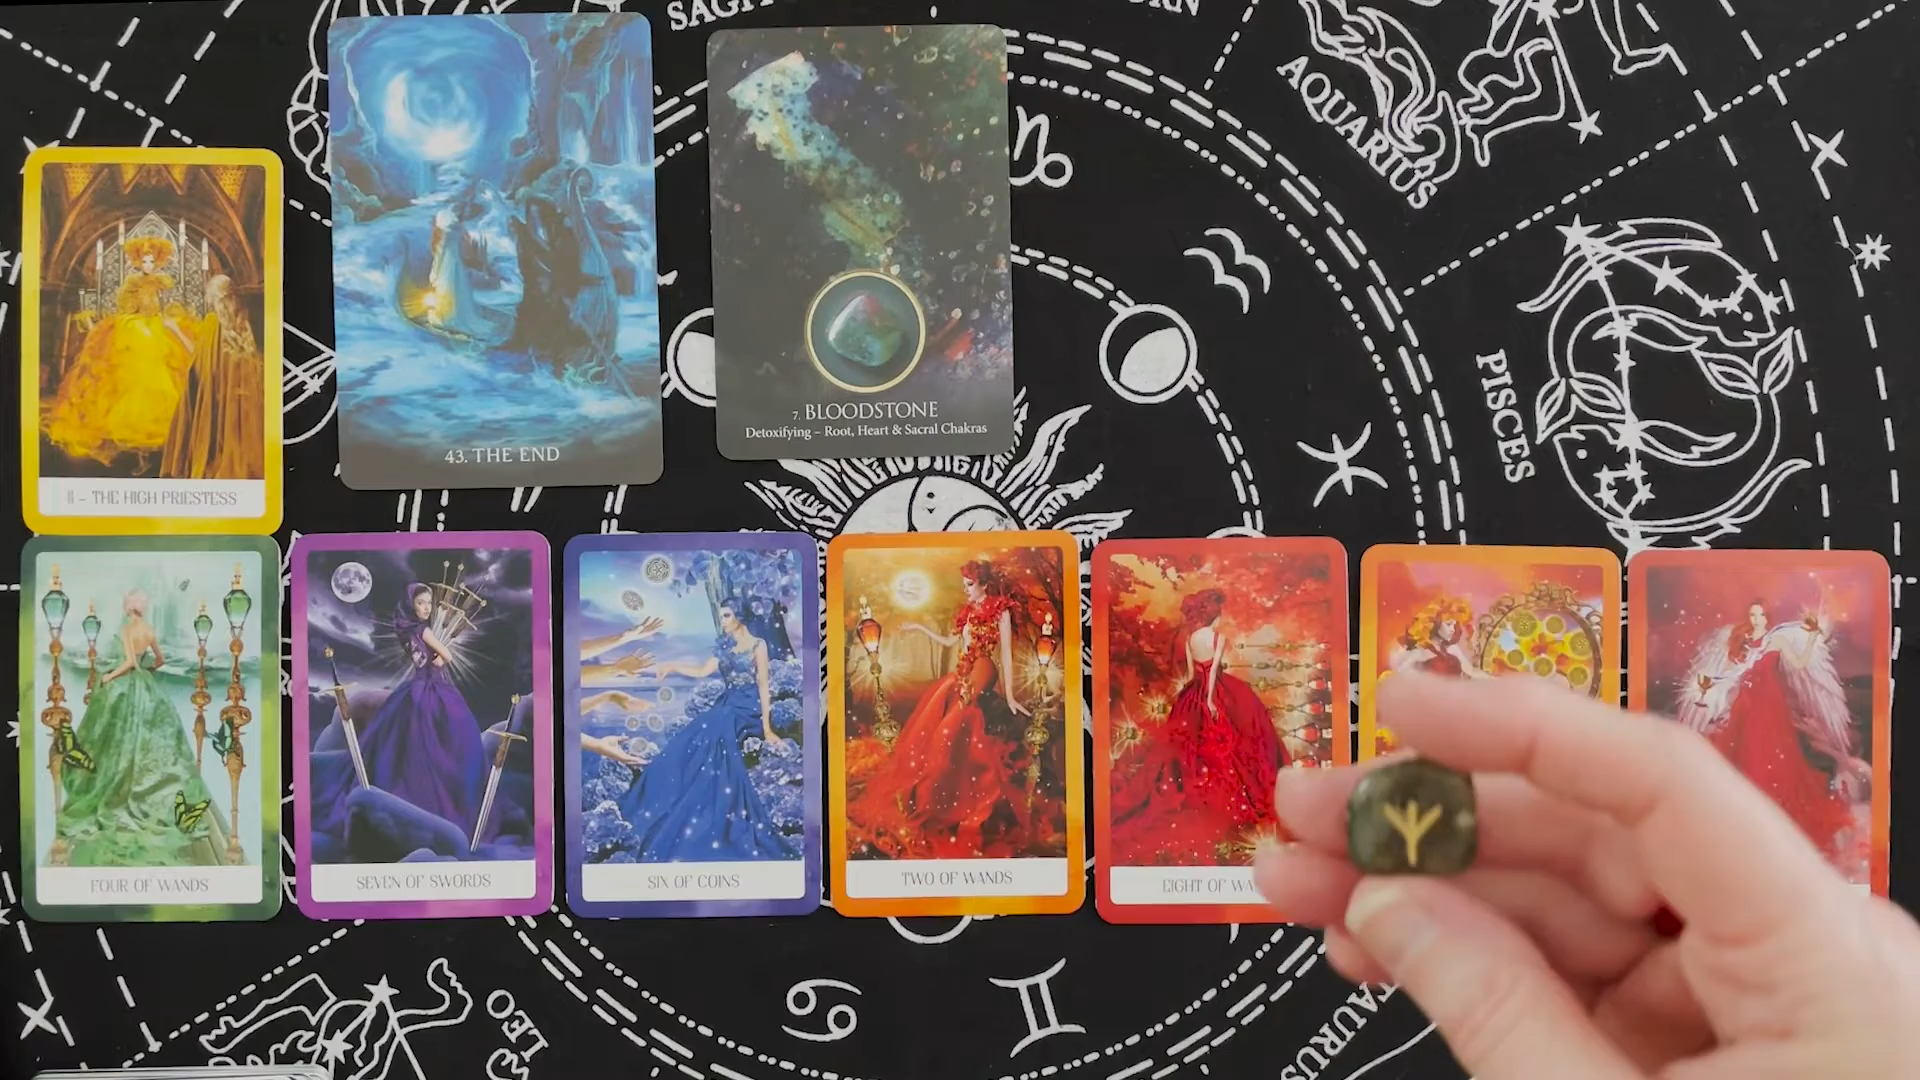 AQUARIUS
PISCES
II – THE HIGH PRIESTESS
43. THE END
7. BLOODSTONE
Detoxifying – Root, Heart & Sacral Chakras
FOUR OF WANDS
SEVEN OF SWORDS
SIX OF COINS
TWO OF WANDS
EIGHT OF WA
LEO
TAURUS